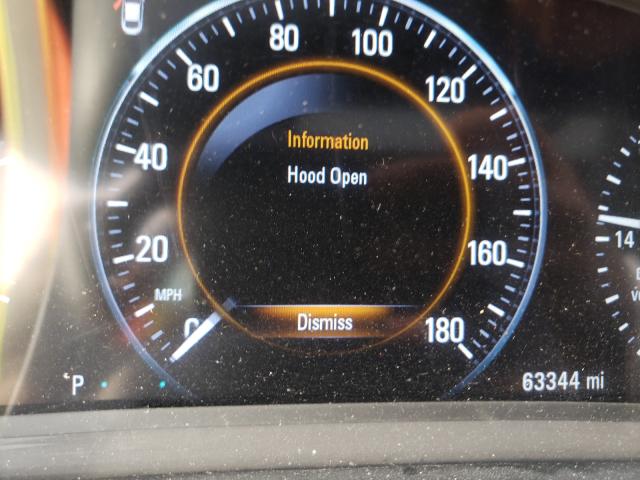 80 100
60 120
Information
40 140
Hood Open
14
20 160
MPH
0 Dismiss 180
P 63344 mi